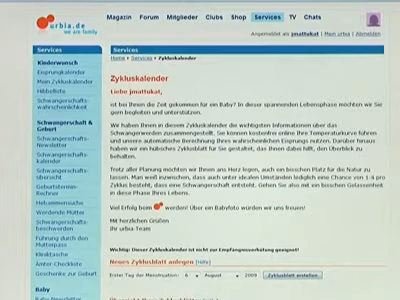 urbia.de
we are family
Magazin Forum Mitglieder Clubs Shop Services TV Chats
Angemeldet als jmattukat | Mein urbia | Abmelden
Services
Services
Home » Services » Zykluskalender
Kinderwunsch
Eisprungkalender
Mein Zykluskalender
Hibbelliste
Schwangerschafts-
wahrscheinlichkeit
Schwangerschaft &
Geburt
Schwangerschafts-
Newsletter
Schwangerschafts-
kalender
Schwangerschafts-
übersicht
Geburtstermin-
Rechner
Hebammensuche
Werdende Mütter
Schwangerschafts-
beschwerden
Führung durch den
Mutterpass
Kliniktasche
Ämter-Checkliste
Geschenke zur Geburt
Baby
Baby-Newsletter
Zykluskalender
Liebe jmattukat,
ist bei Ihnen die Zeit gekommen für ein Baby? In dieser spannenden Lebensphase möchten wir Sie
gern begleiten und unterstützen.
Wir haben Ihnen in diesem Zykluskalender die wichtigsten Informationen über das
Schwangerwerden zusammengestellt. Sie können kostenfrei online Ihre Temperaturkurve führen
und unsere automatische Berechnung Ihres wahrscheinlichen Eisprungs nutzen. Darüber hinaus
haben wir ein hübsches Zyklusblatt für Sie gestaltet, das Ihnen dabei hilft, den Überblick zu
behalten.
Trotz aller Planung möchten wir Ihnen ans Herz legen, auch ein bisschen Platz für die Natur zu
lassen. Man weiß inzwischen, dass auch unter idealen Umständen lediglich eine Chance von 1:4 pro
Zyklus besteht, dass eine Schwangerschaft entsteht. Gehen Sie also mit ein bisschen Gelassenheit
in diese Phase Ihres Lebens.
Viel Erfolg beim werden! Über ein Babyfoto würden wir uns freuen!
Mit herzlichen Grüßen
Ihr urbia-Team
Wichtig: Dieser Zykluskalender ist nicht zur Empfängnisverhütung geeignet!
Neues Zyklusblatt anlegen [Hilfe]
Erster Tag der Menstruation: 6 August 2009 Zyklusblatt erstellen